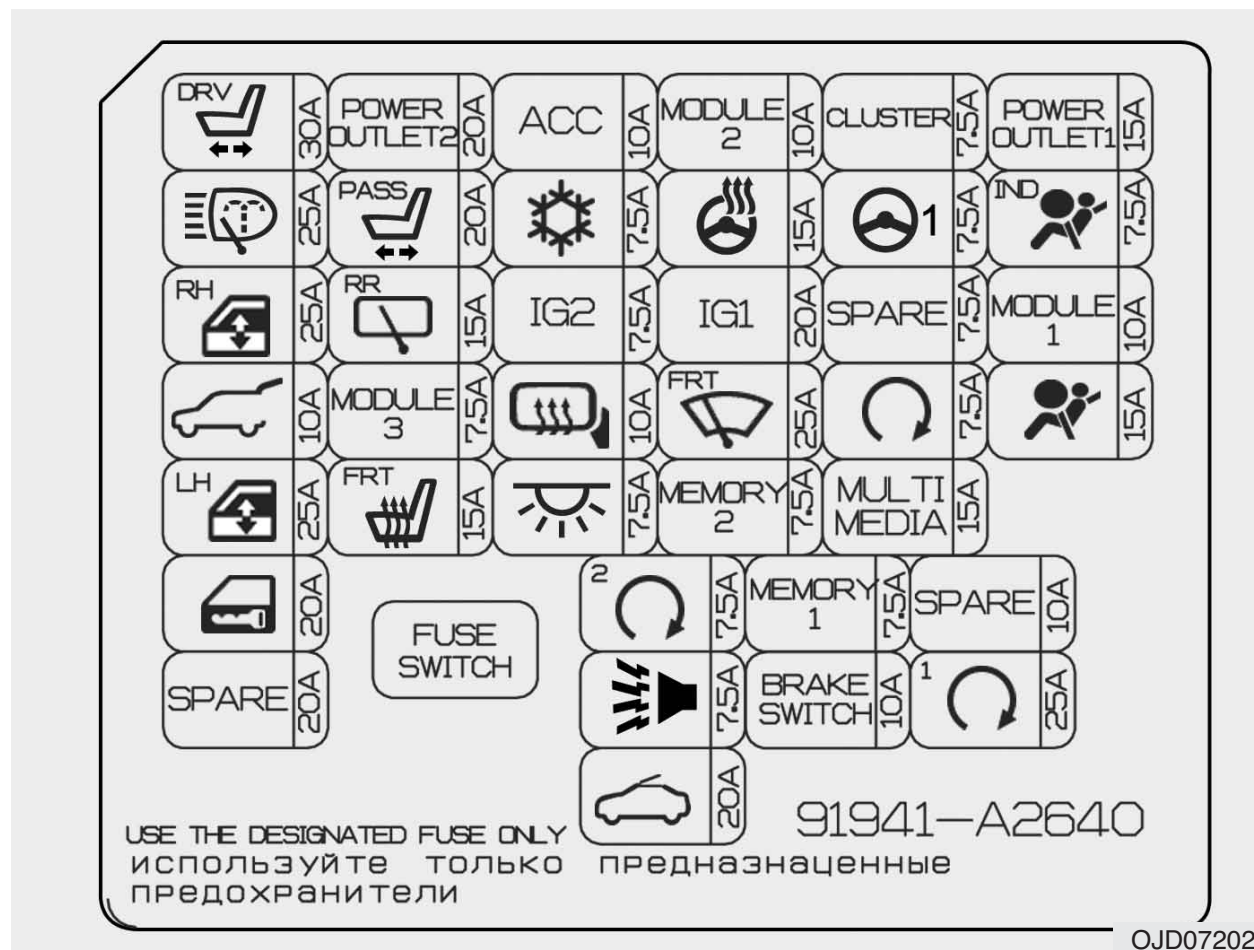 DRV 30A POWER OUTLET2 20A ACC 10A MODULE 2 10A CLUSTER 7.5A POWER OUTLET1 15A
25A PASS 20A 7.5A 15A 1 7.5A IND 7.5A
RH 25A RR 15A IG2 7.5A IG1 20A SPARE 7.5A MODULE 1 10A
10A MODULE 3 7.5A 10A FRT 25A 7.5A 15A
LH 25A FRT 15A 7.5A MEMORY 2 7.5A MULTI MEDIA 15A
20A 2 7.5A MEMORY 1 7.5A SPARE 10A
FUSE SWITCH
SPARE 20A 7.5A BRAKE SWITCH 10A 1 25A
20A
91941-A2640
USE THE DESIGNATED FUSE ONLY
используйте только предназнаценные
предохранители
OJD07202